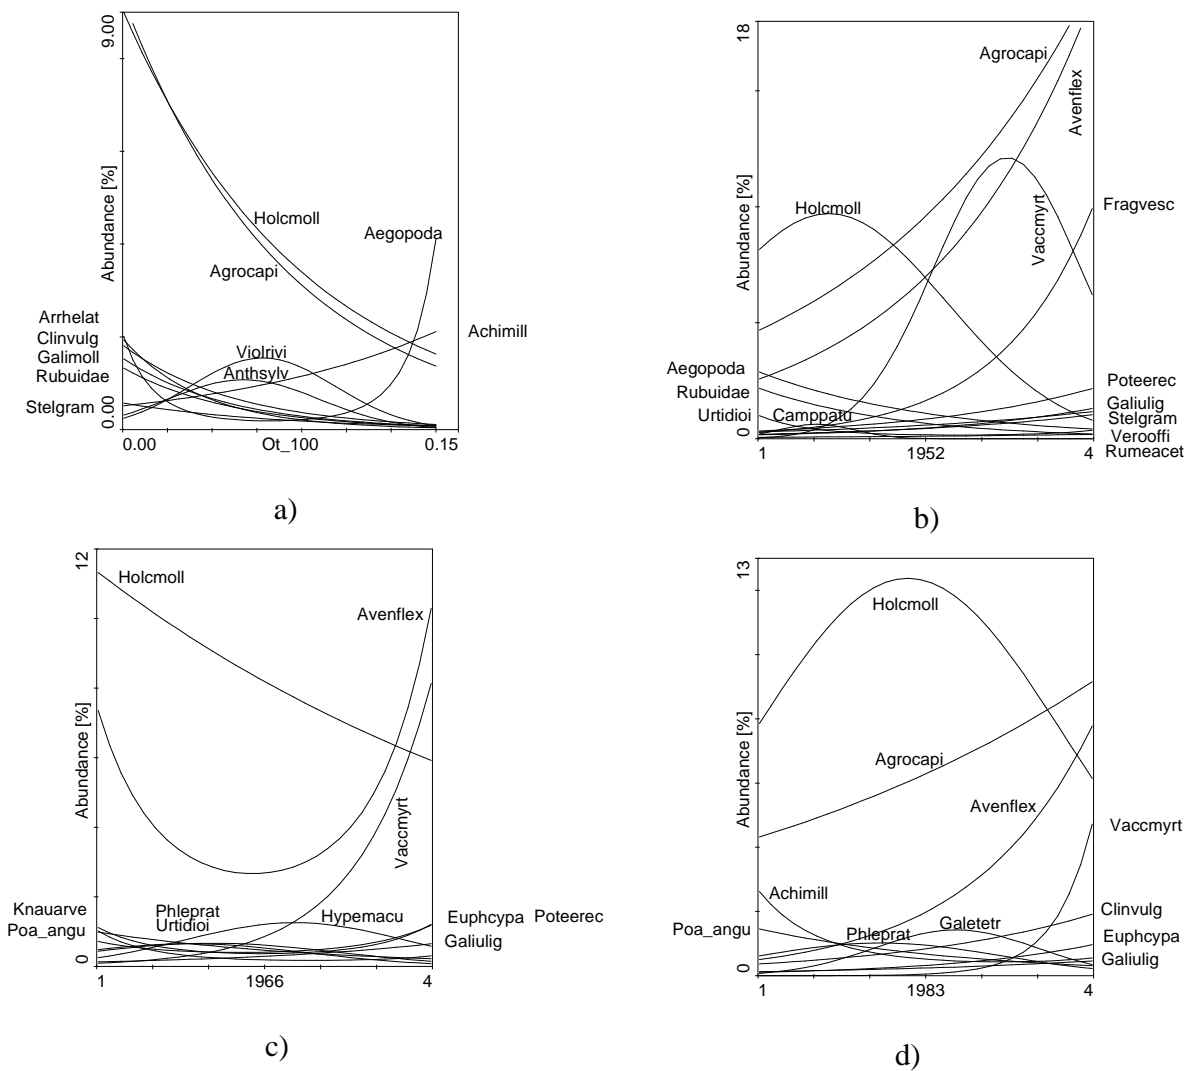 9.00
Abundance [%]
0.00
Holcmoll
Agrocapi
Aegopoda
Achimill
Arrhelat
Clinvulg
Galimoll
Rubuidae
Stelgram
Violrivi
Anthsylv
0.00 Ot_100 0.15
a)
18
Abundance [%]
0
Agrocapi
Avenflex
Holcmoll
Vaccmyrt
Fragvesc
Aegopoda
Rubuidae
Urtidioi
Camppatu
Poteerec
Galiulig
Stelgram
Verooffi
Rumeacet
1 1952 4
b)
12
Abundance [%]
0
Holcmoll
Avenflex
Vaccmyrt
Knauarve
Poa_angu
Phleprat
Urtidioi
Hypemacu
Euphcypa Poteerec
Galiulig
1 1966 4
c)
13
Abundance [%]
0
Holcmoll
Agrocapi
Avenflex
Vaccmyrt
Achimill
Poa_angu
Phleprat
Galetetr
Clinvulg
Euphcypa
Galiulig
1 1983 4
d)